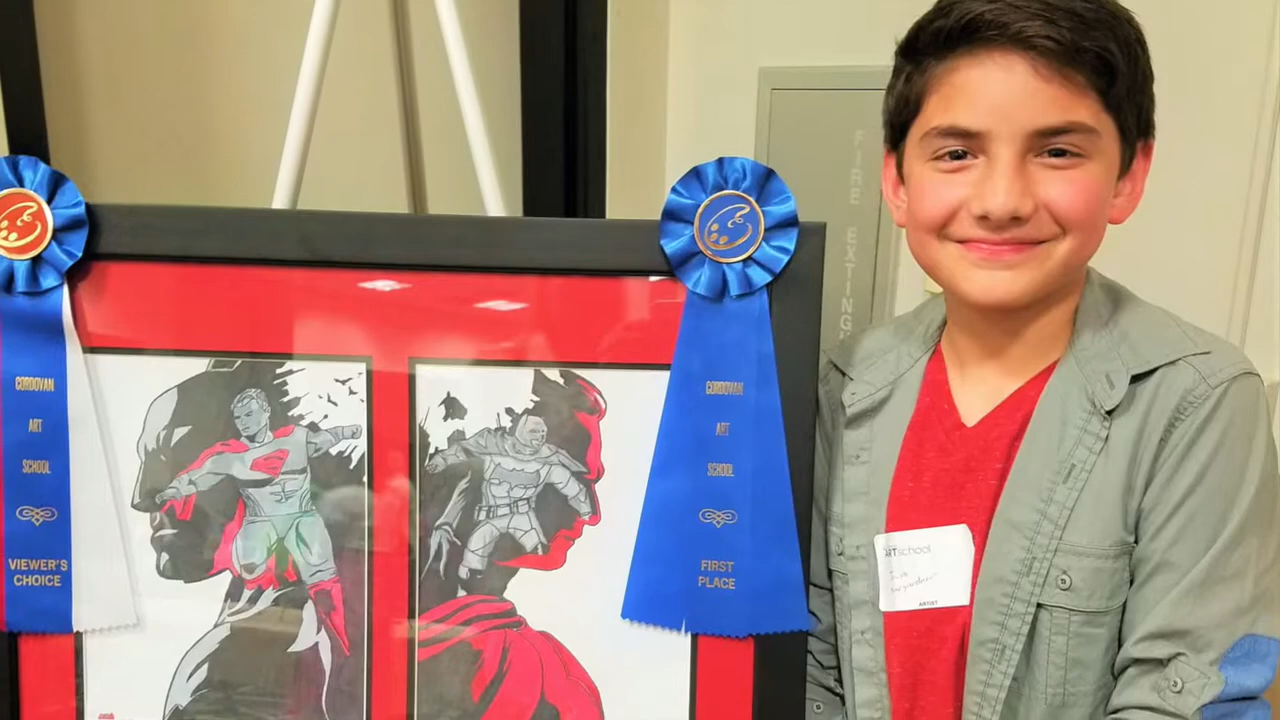 CORDOVAN
ART
SCHOOL
VIEWER'S
CHOICE
CORDOVAN
ART
SCHOOL
FIRST
PLACE
FIRE EXTING
ARTschool
ARTIST